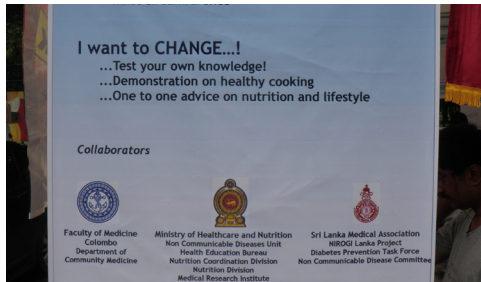 I want to CHANGE...!
...Test your own knowledge!
...Demonstration on healthy cooking
...One to one advice on nutrition and lifestyle
Collaborators
Faculty of Medicine
Colombo
Department of
Community Medicine
Ministry of Healthcare and Nutrition
Non Communicable Diseases Unit
Health Education Bureau
Nutrition Coordination Division
Nutrition Division
Medical Research Institute
Sri Lanka Medical Association
NIROGI Lanka Project
Diabetes Prevention Task Force
Non Communicable Disease Committee